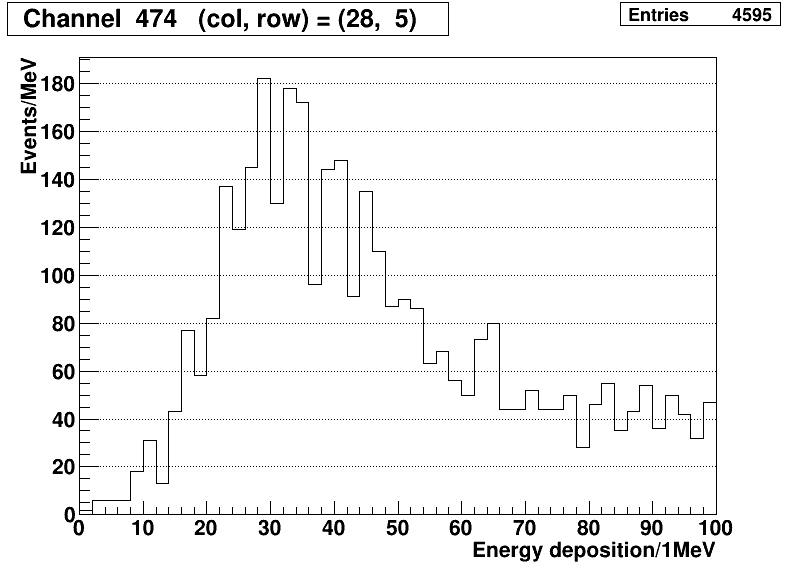 Channel 474 (col, row) = (28, 5)
Entries 4595
Events/MeV
180
160
140
120
100
80
60
40
20
0
0 10 20 30 40 50 60 70 80 90 100
Energy deposition/1MeV